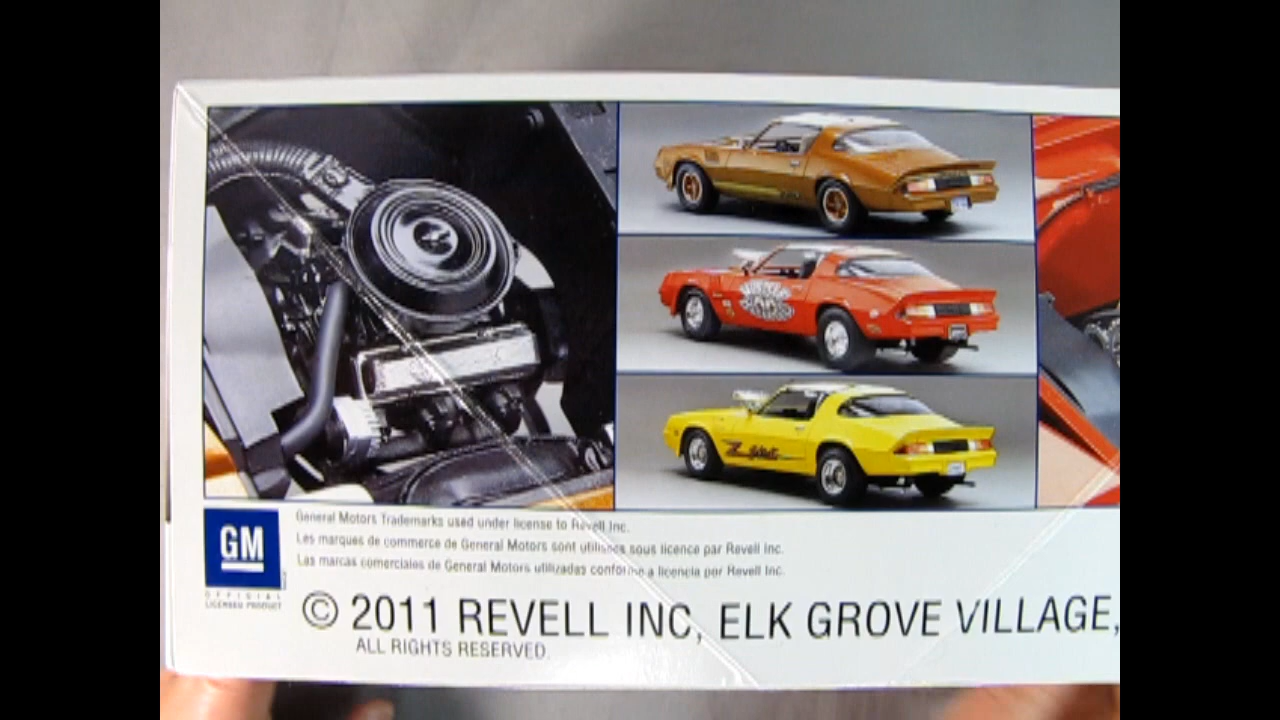 GM
OFFICIAL
LICENSED PRODUCT
General Motors Trademarks used under license to Revell Inc.
Les marques de commerce de General Motors sont utilisées sous licence par Revell Inc.
Las marcas comerciales de General Motors utilizadas conforme a licencia por Revell Inc.
© 2011 REVELL INC, ELK GROVE VILLAGE,
ALL RIGHTS RESERVED.